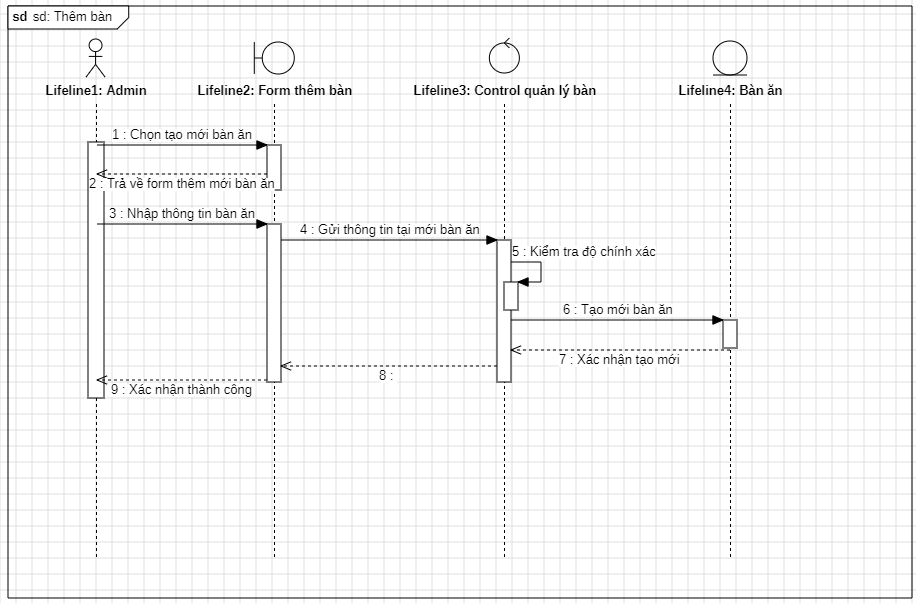 sd sd: Thêm bàn
Lifeline1: Admin
Lifeline2: Form thêm bàn
Lifeline3: Control quản lý bàn
Lifeline4: Bàn ăn
1 : Chọn tạo mới bàn ăn
2 : Trả về form thêm mới bàn ăn
3 : Nhập thông tin bàn ăn
4 : Gửi thông tin tại mới bàn ăn
5 : Kiểm tra độ chính xác
6 : Tạo mới bàn ăn
7 : Xác nhận tạo mới
8 :
9 : Xác nhận thành công